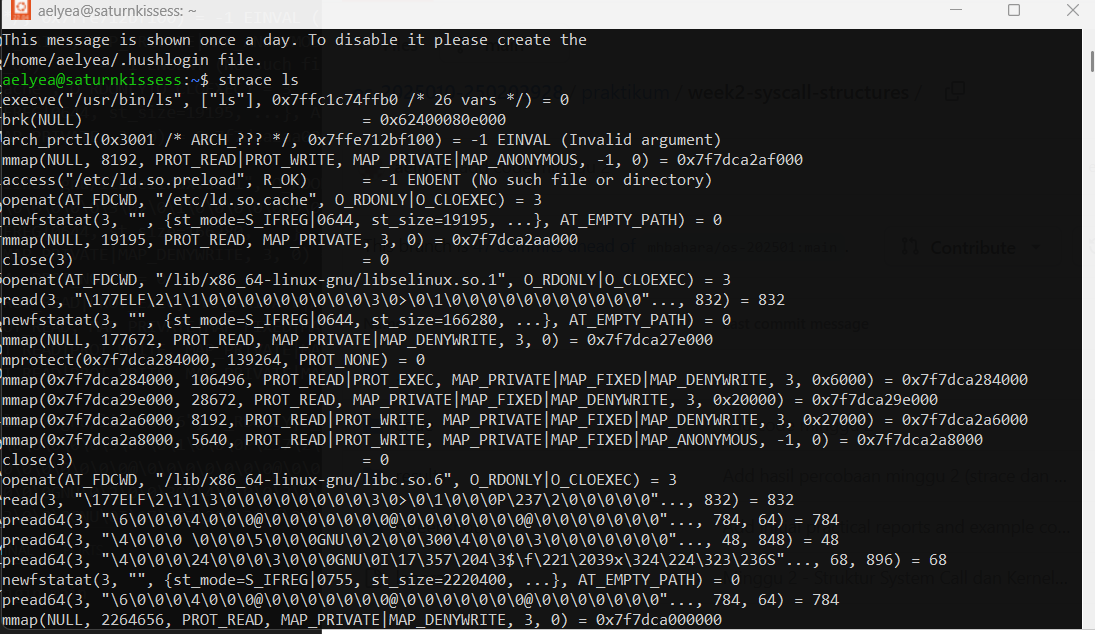 aelyea@saturnkissess: ~
This message is shown once a day. To disable it please create the
/home/aelyea/.hushlogin file.
aelyea@saturnkissess:~$ strace ls
execve("/usr/bin/ls", ["ls"], 0x7ffc1c74ffb0 /* 26 vars */) = 0
brk(NULL)                               = 0x62400080e000
arch_prctl(0x3001 /* ARCH_??? */, 0x7ffe712bf100) = -1 EINVAL (Invalid argument)
mmap(NULL, 8192, PROT_READ|PROT_WRITE, MAP_PRIVATE|MAP_ANONYMOUS, -1, 0) = 0x7f7dca2af000
access("/etc/ld.so.preload", R_OK)      = -1 ENOENT (No such file or directory)
openat(AT_FDCWD, "/etc/ld.so.cache", O_RDONLY|O_CLOEXEC) = 3
newfstatat(3, "", {st_mode=S_IFREG|0644, st_size=19195, ...}, AT_EMPTY_PATH) = 0
mmap(NULL, 19195, PROT_READ, MAP_PRIVATE, 3, 0) = 0x7f7dca2aa000
close(3)                                = 0
openat(AT_FDCWD, "/lib/x86_64-linux-gnu/libselinux.so.1", O_RDONLY|O_CLOEXEC) = 3
read(3, "\177ELF\2\1\1\0\0\0\0\0\0\0\0\0\3\0>\0\1\0\0\0\0\0\0\0\0\0\0\0"..., 832) = 832
newfstatat(3, "", {st_mode=S_IFREG|0644, st_size=166280, ...}, AT_EMPTY_PATH) = 0
mmap(NULL, 177672, PROT_READ, MAP_PRIVATE|MAP_DENYWRITE, 3, 0) = 0x7f7dca27e000
mprotect(0x7f7dca284000, 139264, PROT_NONE) = 0
mmap(0x7f7dca284000, 106496, PROT_READ|PROT_EXEC, MAP_PRIVATE|MAP_FIXED|MAP_DENYWRITE, 3, 0x6000) = 0x7f7dca284000
mmap(0x7f7dca29e000, 28672, PROT_READ, MAP_PRIVATE|MAP_FIXED|MAP_DENYWRITE, 3, 0x20000) = 0x7f7dca29e000
mmap(0x7f7dca2a6000, 8192, PROT_READ|PROT_WRITE, MAP_PRIVATE|MAP_FIXED|MAP_DENYWRITE, 3, 0x27000) = 0x7f7dca2a6000
mmap(0x7f7dca2a8000, 5640, PROT_READ|PROT_WRITE, MAP_PRIVATE|MAP_FIXED|MAP_ANONYMOUS, -1, 0) = 0x7f7dca2a8000
close(3)                                = 0
openat(AT_FDCWD, "/lib/x86_64-linux-gnu/libc.so.6", O_RDONLY|O_CLOEXEC) = 3
read(3, "\177ELF\2\1\1\3\0\0\0\0\0\0\0\0\3\0>\0\1\0\0\0P\237\2\0\0\0\0\0"..., 832) = 832
pread64(3, "\6\0\0\0\4\0\0\0@\0\0\0\0\0\0\0@\0\0\0\0\0\0\0@\0\0\0\0\0\0\0"..., 784, 64) = 784
pread64(3, "\4\0\0\0 \0\0\0\5\0\0\0GNU\0\2\0\0\300\4\0\0\0\3\0\0\0\0\0\0\0"..., 48, 848) = 48
pread64(3, "\4\0\0\0\24\0\0\0\3\0\0\0GNU\0I\17\357\204\3$\f\221\2039x\324\224\323\236S"..., 68, 896) = 68
newfstatat(3, "", {st_mode=S_IFREG|0755, st_size=2220400, ...}, AT_EMPTY_PATH) = 0
pread64(3, "\6\0\0\0\4\0\0\0@\0\0\0\0\0\0\0@\0\0\0\0\0\0\0@\0\0\0\0\0\0\0"..., 784, 64) = 784
mmap(NULL, 2264656, PROT_READ, MAP_PRIVATE|MAP_DENYWRITE, 3, 0) = 0x7f7dca000000